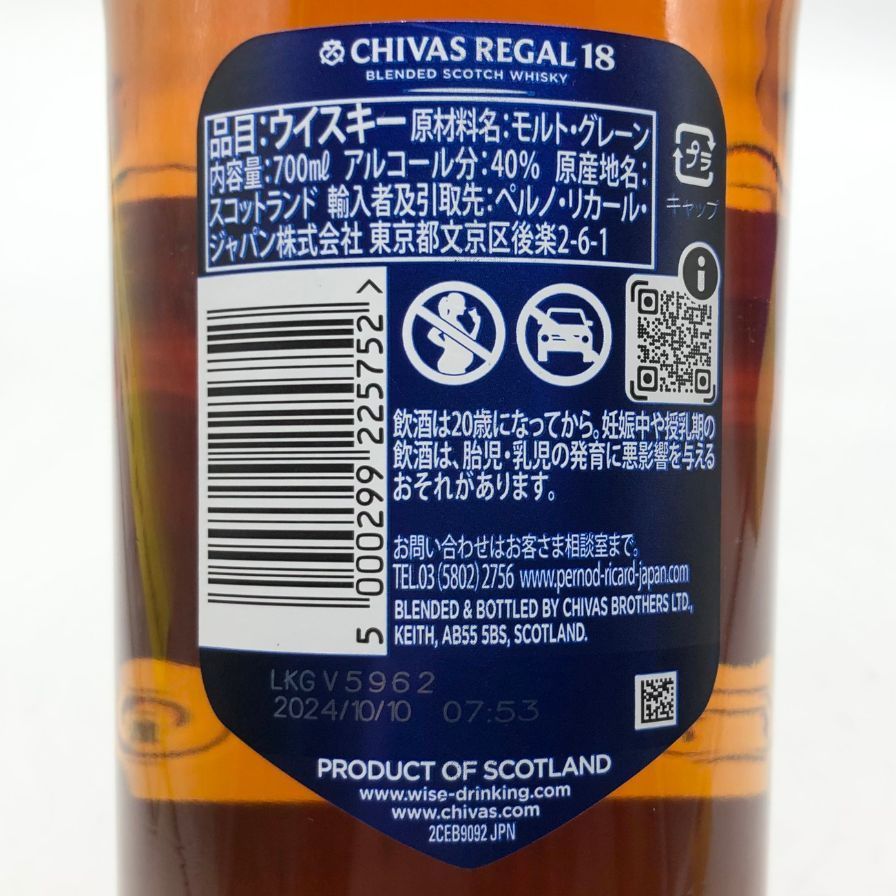 CHIVAS REGAL 18
BLENDED SCOTCH WHISKY
品目:ウイスキー 原材料名:モルト・グレーン
内容量:700㎖ アルコール分:40% 原産地名:
スコットランド 輸入者及引取先:ペルノ・リカール・
ジャパン株式会社 東京都文京区後楽2-6-1
プラ
キャップ
i
5 000299 225752 >
飲酒は20歳になってから。妊娠中や授乳期の
飲酒は、胎児・乳児の発育に悪影響を与える
おそれがあります。
お問い合わせはお客さま相談室まで。
TEL.03 (5802) 2756 www.pernod-ricard-japan.com
BLENDED & BOTTLED BY CHIVAS BROTHERS LTD.,
KEITH, AB55 5BS, SCOTLAND.
LKG V5962
2024/10/10 07:53
PRODUCT OF SCOTLAND
www.wise-drinking.com
www.chivas.com
2CEB9092 JPN